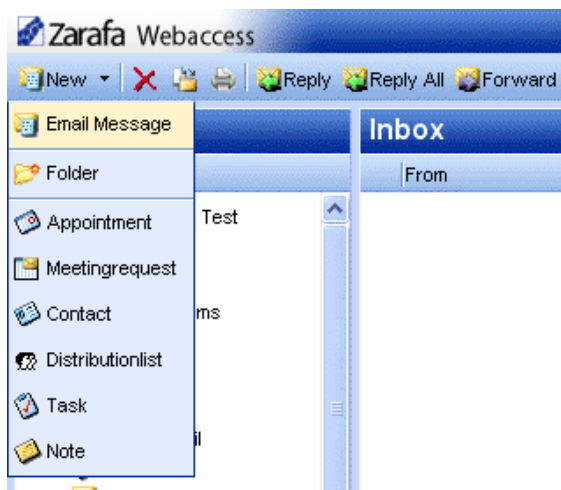 Zarafa Webaccess
New Reply Reply All Forward
Email Message
Inbox
Folder
From
Appointment
Test
Meetingrequest
Contact
ms
Distributionlist
Task
Note
il